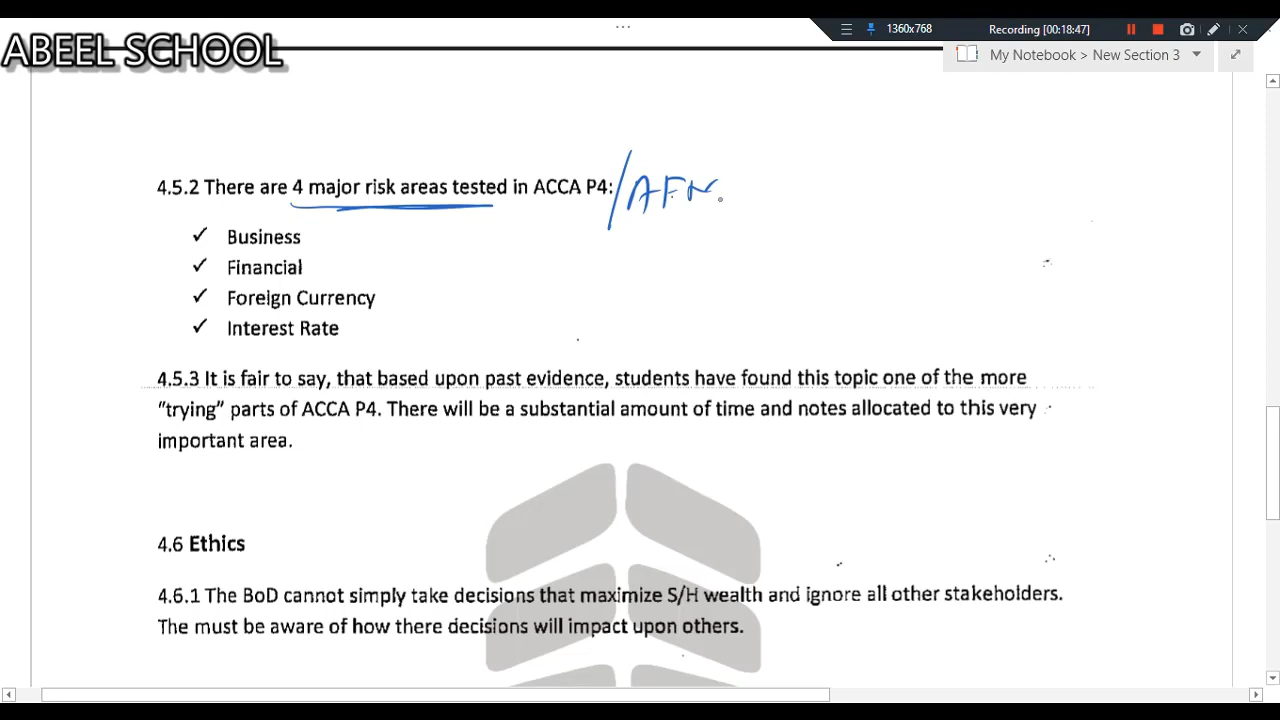 ABEEL SCHOOL
1360x768
Recording [00:18:47]
My Notebook > New Section 3
4.5.2 There are 4 major risk areas tested in ACCA P4: / AFM
✓ Business
✓ Financial
✓ Foreign Currency
✓ Interest Rate
4.5.3 It is fair to say, that based upon past evidence, students have found this topic one of the more
"trying" parts of ACCA P4. There will be a substantial amount of time and notes allocated to this very
important area.
4.6 Ethics
4.6.1 The BoD cannot simply take decisions that maximize S/H wealth and ignore all other stakeholders.
The must be aware of how there decisions will impact upon others.